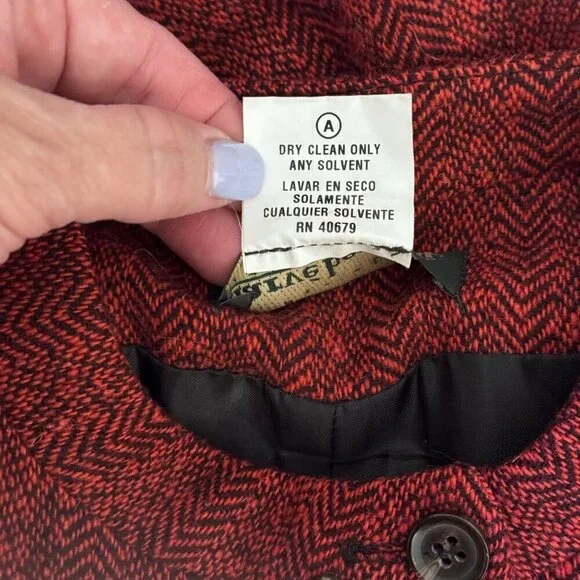 A
DRY CLEAN ONLY
ANY SOLVENT
LAVAR EN SECO
SOLAMENTE
CUALQUIER SOLVENTE
RN 40679